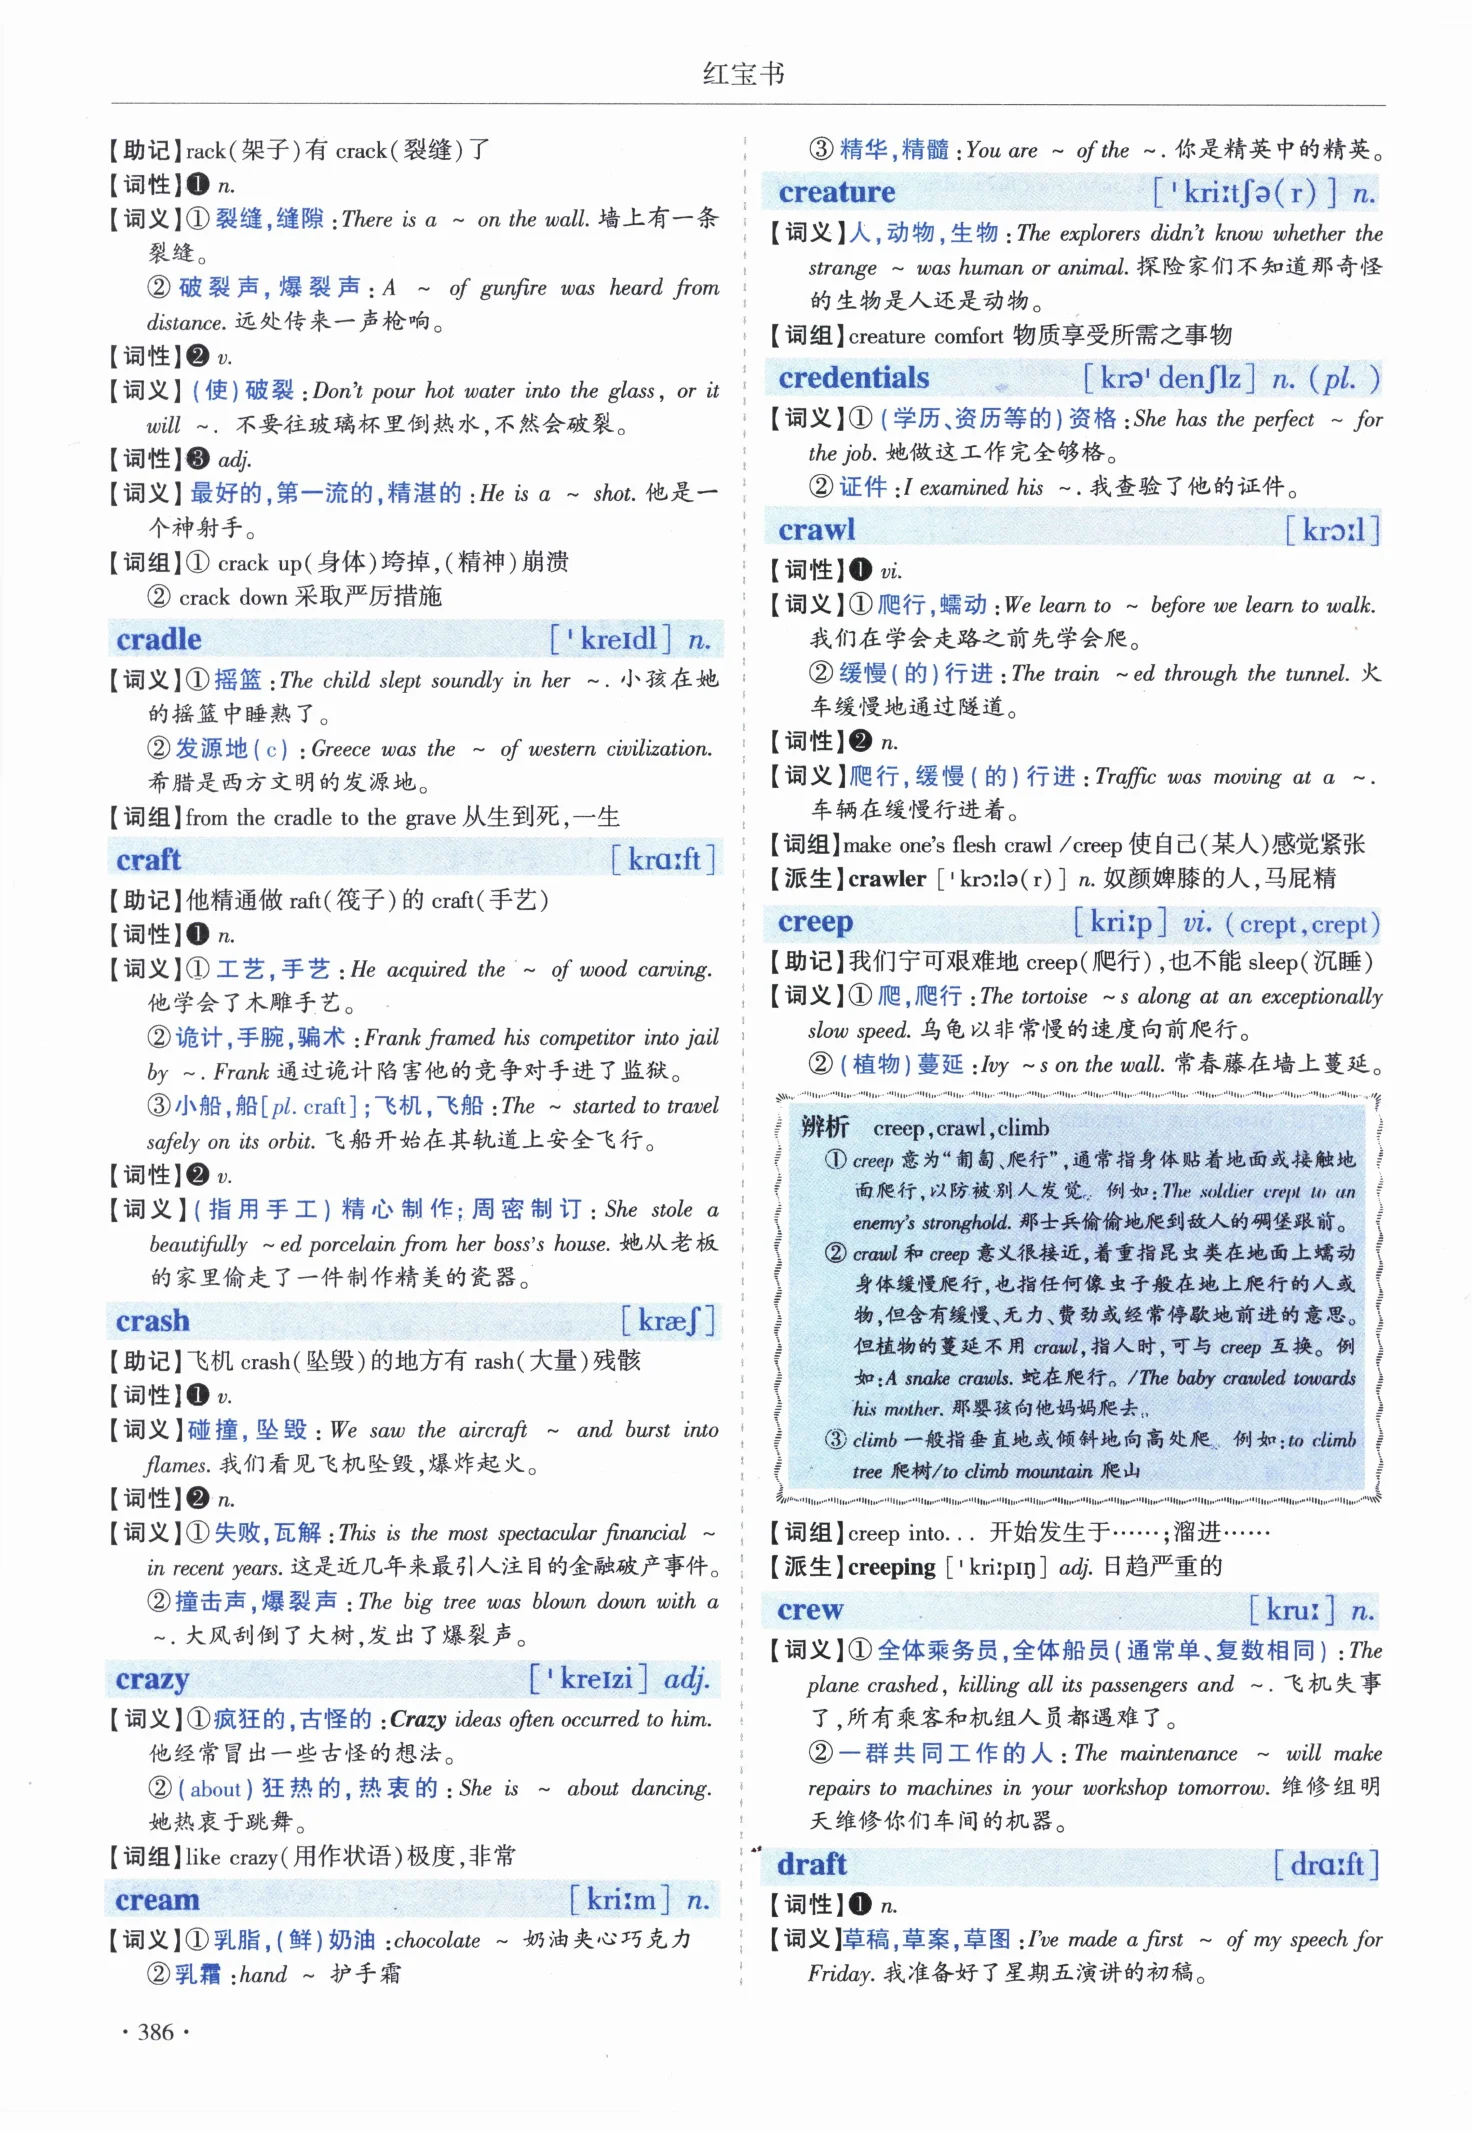 红宝书
【助记】rack(架子)有 crack(裂缝)了
【词性】❶ n.
【词义】①裂缝,缝隙:There is a ~ on the wall. 墙上有一条
裂缝。
②破裂声,爆裂声:A ~ of gunfire was heard from
distance. 远处传来一声枪响。
【词性】❷ v.
【词义】(使)破裂:Don't pour hot water into the glass, or it
will ~. 不要往玻璃杯里倒热水,不然会破裂。
【词性】❸ adj.
【词义】最好的,第一流的,精湛的:He is a ~ shot. 他是一
个神射手。
【词组】① crack up(身体)垮掉,(精神)崩溃
② crack down 采取严厉措施
cradle ['kreɪdl] n.
【词义】①摇篮:The child slept soundly in her ~. 小孩在她
的摇篮中睡熟了。
②发源地(c):Greece was the ~ of western civilization.
希腊是西方文明的发源地。
【词组】from the cradle to the grave 从生到死,一生
craft [krɑːft]
【助记】他精通做 raft(筏子)的 craft(手艺)
【词性】❶ n.
【词义】①工艺,手艺:He acquired the ~ of wood carving.
他学会了木雕手艺。
②诡计,手腕,骗术:Frank framed his competitor into jail
by ~. Frank 通过诡计陷害他的竞争对手进了监狱。
③小船,船[pl. craft];飞机,飞船:The ~ started to travel
safely on its orbit. 飞船开始在其轨道上安全飞行。
【词性】❷ v.
【词义】(指用手工)精心制作;周密制订:She stole a
beautifully ~ed porcelain from her boss's house. 她从老板
的家里偷走了一件制作精美的瓷器。
crash [kræʃ]
【助记】飞机 crash(坠毁)的地方有 rash(大量)残骸
【词性】❶ v.
【词义】碰撞,坠毁:We saw the aircraft ~ and burst into
flames. 我们看见飞机坠毁,爆炸起火。
【词性】❷ n.
【词义】①失败,瓦解:This is the most spectacular financial ~
in recent years. 这是近几年来最引人注目的金融破产事件。
②撞击声,爆裂声:The big tree was blown down with a
~. 大风刮倒了大树,发出了爆裂声。
crazy ['kreɪzi] adj.
【词义】①疯狂的,古怪的:Crazy ideas often occurred to him.
他经常冒出一些古怪的想法。
②(about)狂热的,热衷的:She is ~ about dancing.
她热衷于跳舞。
【词组】like crazy(用作状语)极度,非常
cream [kriːm] n.
【词义】①乳脂,(鲜)奶油:chocolate ~ 奶油夹心巧克力
②乳霜:hand ~ 护手霜
· 386 ·
③精华,精髓:You are ~ of the ~. 你是精英中的精英。
creature ['kriːtʃə(r)] n.
【词义】人,动物,生物:The explorers didn't know whether the
strange ~ was human or animal. 探险家们不知道那奇怪
的生物是人还是动物。
【词组】creature comfort 物质享受所需之事物
credentials [krə'denʃlz] n. (pl. )
【词义】①(学历、资历等的)资格:She has the perfect ~ for
the job. 她做这工作完全够格。
②证件:I examined his ~. 我查验了他的证件。
crawl [krɔːl]
【词性】❶ vi.
【词义】①爬行,蠕动:We learn to ~ before we learn to walk.
我们在学会走路之前先学会爬。
②缓慢(的)行进:The train ~ed through the tunnel. 火
车缓慢地通过隧道。
【词性】❷ n.
【词义】爬行,缓慢(的)行进:Traffic was moving at a ~.
车辆在缓慢行进着。
【词组】make one's flesh crawl /creep 使自己(某人)感觉紧张
【派生】crawler ['krɔːlə(r)] n. 奴颜婢膝的人,马屁精
creep [kriːp] vi. (crept,crept)
【助记】我们宁可艰难地 creep(爬行),也不能 sleep(沉睡)
【词义】①爬,爬行:The tortoise ~s along at an exceptionally
slow speed. 乌龟以非常慢的速度向前爬行。
②(植物)蔓延:Ivy ~s on the wall. 常春藤在墙上蔓延。
辨析 creep,crawl,climb
① creep 意为“匍匐、爬行”,通常指身体贴着地面或接触地
面爬行,以防被别人发觉。例如:The soldier crept to an
enemy's stronghold. 那士兵偷偷地爬到敌人的碉堡跟前。
② crawl 和 creep 意义很接近,着重指昆虫类在地面上蠕动
身体缓慢爬行,也指任何像虫子般在地上爬行的人或
物,但含有缓慢、无力、费劲或经常停歇地前进的意思。
但植物的蔓延不用 crawl,指人时,可与 creep 互换。例
如:A snake crawls. 蛇在爬行。/The baby crawled towards
his mother. 那婴孩向他妈妈爬去。
③ climb 一般指垂直地或倾斜地向高处爬。例如:to climb
tree 爬树/to climb mountain 爬山
【词组】creep into... 开始发生于……;溜进……
【派生】creeping ['kriːpɪŋ] adj. 日趋严重的
crew [kruː] n.
【词义】①全体乘务员,全体船员(通常单、复数相同):The
plane crashed, killing all its passengers and ~. 飞机失事
了,所有乘客和机组人员都遇难了。
②一群共同工作的人:The maintenance ~ will make
repairs to machines in your workshop tomorrow. 维修组明
天维修你们车间的机器。
draft [drɑːft]
【词性】❶ n.
【词义】草稿,草案,草图:I've made a first ~ of my speech for
Friday. 我准备好了星期五演讲的初稿。